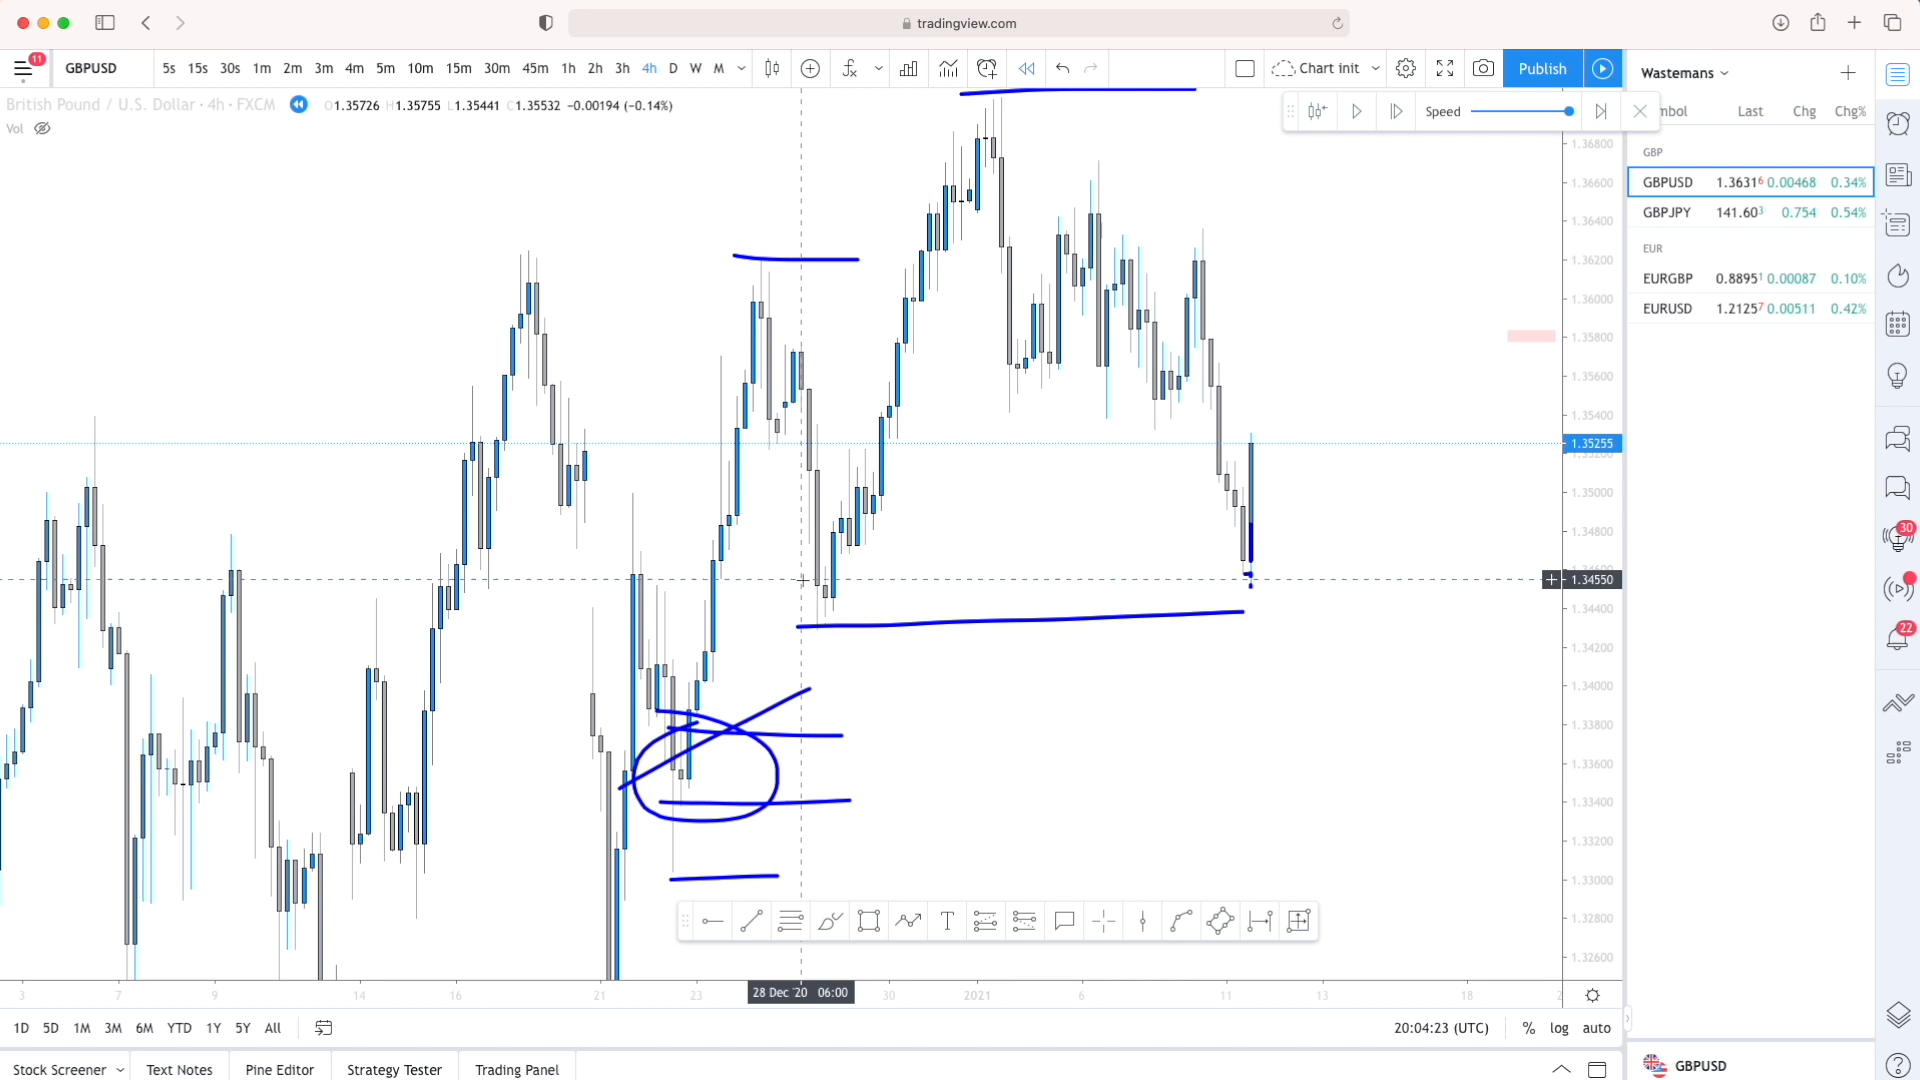 tradingview.com
11
GBPUSD 5s 15s 30s 1m 2m 3m 4m 5m 10m 15m 30m 45m 1h 2h 3h 4h D W M Chart init Publish
Wastemans
British Pound / U.S. Dollar · 4h · FXCM O1.35726 H1.35755 L1.35441 C1.35532 −0.00194 (−0.14%)
Vol
Speed
mbol Last Chg Chg%
GBP
GBPUSD 1.36316 0.00468 0.34%
GBPJPY 141.603 0.754 0.54%
EUR
EURGBP 0.88951 0.00087 0.10%
EURUSD 1.21257 0.00511 0.42%
1.36800
1.36600
1.36400
1.36200
1.36000
1.35800
1.35600
1.35400
1.35255
1.35200
1.35000
1.34800
1.34550
1.34400
1.34200
1.34000
1.33800
1.33600
1.33400
1.33200
1.33000
1.32800
1.32600
30
22
3 7 9 14 16 21 23 28 Dec '20 06:00 30 2021 6 11 13 18 2
1D 5D 1M 3M 6M YTD 1Y 5Y All 20:04:23 (UTC) % log auto
Stock Screener Text Notes Pine Editor Strategy Tester Trading Panel
GBPUSD